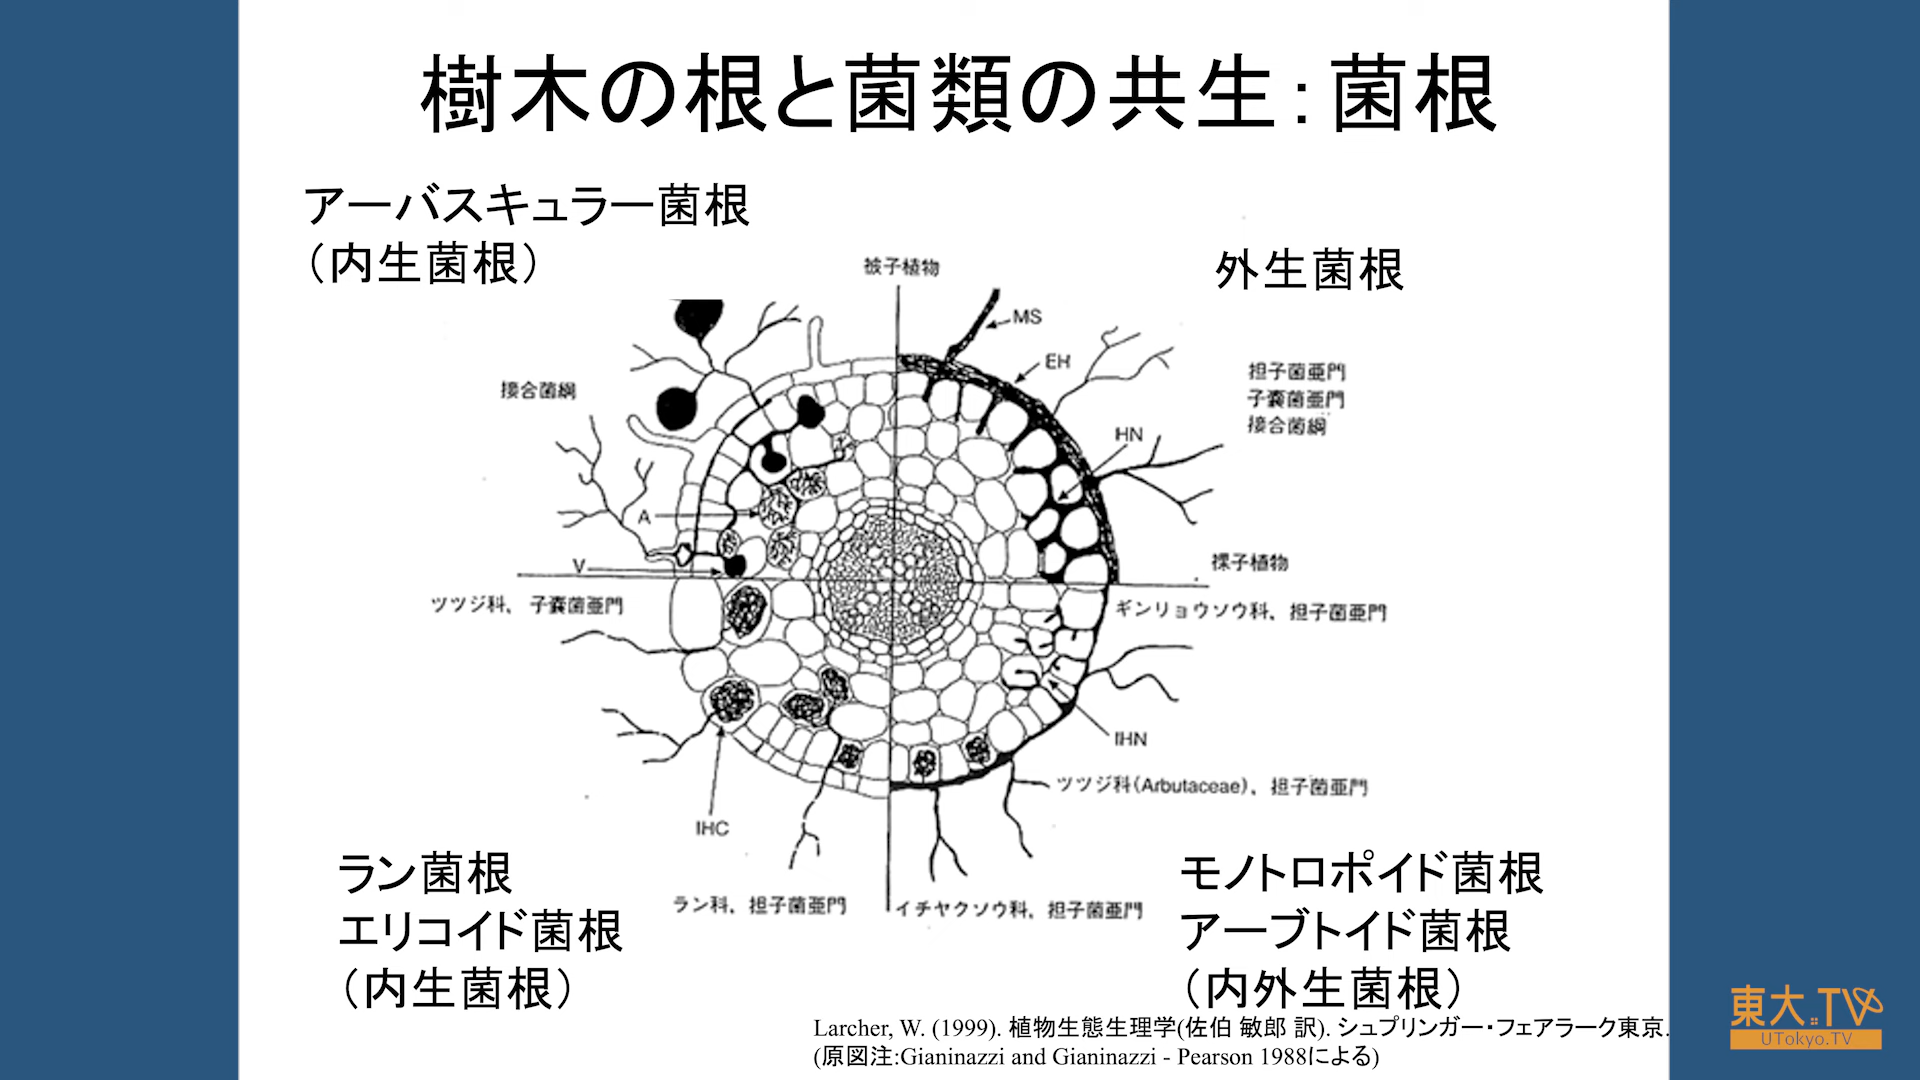 樹木の根と菌類の共生：菌根
アーバスキュラー菌根
（内生菌根）
外生菌根
被子植物
MS
EH
接合菌綱
担子菌亜門
子嚢菌亜門
接合菌綱
HN
A
V
裸子植物
ツツジ科、子嚢菌亜門
ギンリョウソウ科、担子菌亜門
IHN
ツツジ科(Arbutaceae)、担子菌亜門
IHC
ラン科、担子菌亜門
イチヤクソウ科、担子菌亜門
ラン菌根
エリコイド菌根
（内生菌根）
モノトロポイド菌根
アーブトイド菌根
（内外生菌根）
Larcher, W. (1999). 植物生態生理学(佐伯 敏郎 訳). シュプリンガー・フェアラーク東京.
(原図注:Gianinazzi and Gianinazzi - Pearson 1988による)
東大.TV
UTokyo.TV